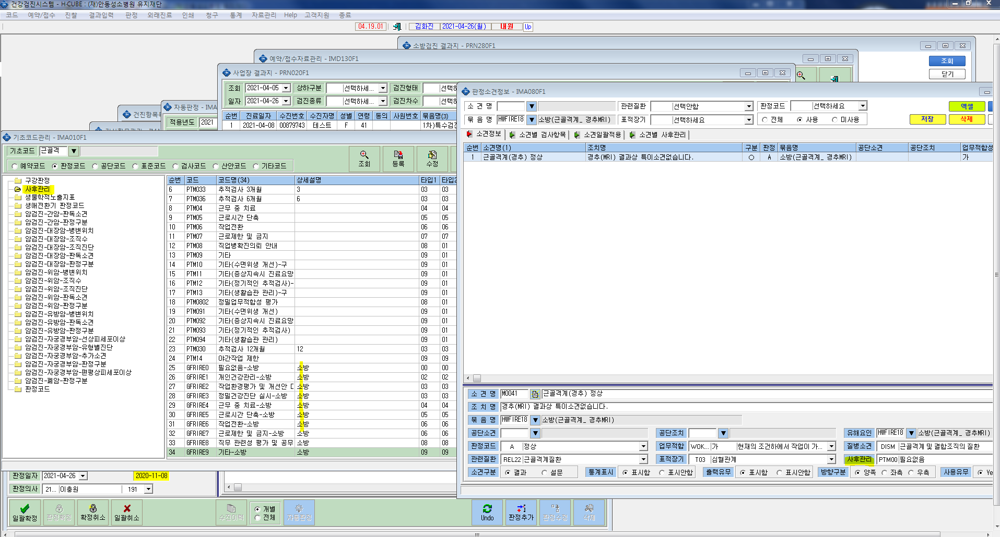 건강검진시스템 - H-CUBE : (재)안동성소병원 유지재단
코드 예약/접수 진찰 결과입력 판정 외래진료 인쇄 청구 통계 자료관리 Help 고객지원 종료
04.19.01 김화진 2021-04-26(월) 내원 Up
소방검진 결과지 - PRN280F1
조회
닫기
예약/접수자료관리 - IMD130F1
사업장 결과지 - PRN020F1
조회 2021-04-05 상하구분 선택하세... 검진형태 선택하
일자 2021-04-26 검진종류 선택하세... 검진차수 선택하
순번 진료일자 수진번호 수진자명 성별 연령 동의 사원번호 묶음명(3)
1 2021-04-08 00879743 테스트 F 41 1차)특수검진
자동판정 - IMA
적용년도 2021
건진항목
기초코드관리 - IMA010F1
기초코드 근골격
예약코드 판정코드 공단코드 표준코드 검사코드 산안코드 기타코드
조회 등록 수정
구강판정
사후관리
생물학적노출지표
생애전환기 판정코드
암검진-간암-판독소견
암검진-간암-판정구분
암검진-대장암-병변위치
암검진-대장암-조직수
암검진-대장암-조직진단
암검진-대장암-판독소견
암검진-대장암-판정구분
암검진-위암-병변위치
암검진-위암-조직수
암검진-위암-조직진단
암검진-위암-판독소견
암검진-위암-판정구분
암검진-유방암-병변위치
암검진-유방암-판독소견
암검진-유방암-판정구분
암검진-자궁경부암-선상피세포이상
암검진-자궁경부암-유형별진단
암검진-자궁경부암-추가소견
암검진-자궁경부암-판정구분
암검진-자궁경부암-편평상피세포이상
암검진-폐암-판정구분
판정코드
순번 코드 코드명(34) 상세설명 타입1 타입2
6 PTM033 추적검사 3개월 3 03 03
7 PTM036 추적검사 6개월 6 03 03
8 PTM04 근무 중 치료 04 04
9 PTM05 근로시간 단축 05 05
10 PTM06 작업전환 06 06
11 PTM07 근로제한 및 금지 07 07
12 PTM08 직업병확진의뢰 안내 08 01
13 PTM09 기타 09 01
14 PTM10 기타(수면위생 개선)-구 09 01
15 PTM11 기타(증상지속시 진료요망 09 01
16 PTM12 기타(정기적인 추적검사)- 09 01
17 PTM13 기타(생활습관 관리)-구 09 01
18 PTM0802 정밀업무적합성 평가 08 01
19 PTM091 기타(수면위생 개선) 09 01
20 PTM092 기타(증상지속시 진료요망 09 01
21 PTM093 기타(정기적인 추적검사) 09 01
22 PTM094 기타(생활습관 관리) 09 01
23 PTM030 추적검사 12개월 12 03 03
24 PTM14 야간작업 제한 09 09
25 GFRIRE0 필요없음-소방 소방 00 00
26 GFRIRE1 개인건강관리-소방 소방 02 02
27 GFRIRE2 작업환경평가 및 개선안 소방 03 03
28 GFRIRE3 정밀건강진단 실시-소방 소방 03 03
29 GFRIRE4 근무 중 치료-소방 소방 04 04
30 GFRIRE5 근로시간 단축-소방 소방 05 05
31 GFRIRE6 작업전환-소방 소방 06 06
32 GFRIRE7 근로제한 및 금지-소방 소방 06 06
33 GFRIRE8 직무 관련성 평가 및 공무 소방 08 08
34 GFRIRE9 기타-소방 소방 09 09
판정소견정보 - IMA080F1
소 견 명 관련질환 선택안함 판정코드 선택하세요 엑셀
묶 음 명 HWFIRE18 소방(근골격계_ 경추MRI) 표적장기 선택하세요 전체 사용 미사용 저장 삭제
소견정보 소견별 검사항목 소견일괄적용 소견별 사후관리
순번 소견명(1) 조치명 구분 판정 묶음명 공단소견 공단조치 업무적합성
1 근골격계(경추) 정상 경추(MRI) 결과상 특이소견없습니다. ○ A 소방(근골격계_ 경추MRI) 가
소 견 명 M0041 근골격계(경추) 정상
조 치 명 경추(MRI) 결과상 특이소견없습니다.
묶 음 명 HWFIRE18 소방(근골격계_ 경추MRI)
공단소견 공단조치 유해요인 HWFIRE18 소방(근골격계_ 경추MRI)
판정코드 A 정상 업무적합 WOK... 가 현재의 조건하에서 작업이 가... 질병소견 DISM 근골격계 및 결합조직의 질환
관련질환 REL22 근골격계질환 표적장기 T03 심혈관계 사후관리 PTM00 필요없음
소견구분 결과 설문 통계표시 표시함 표시안함 출력유무 표시함 표시안함 방향구분 양쪽 좌측 우측 사용유무 Ye
판정일자 2021-04-26 2020-11-08
판정의사 21... 이충원 191
일괄확정 판정확정 확정취소 일괄취소 수진이력 개별 전체 자동판정 Undo 판정추가 판정수정 삭제